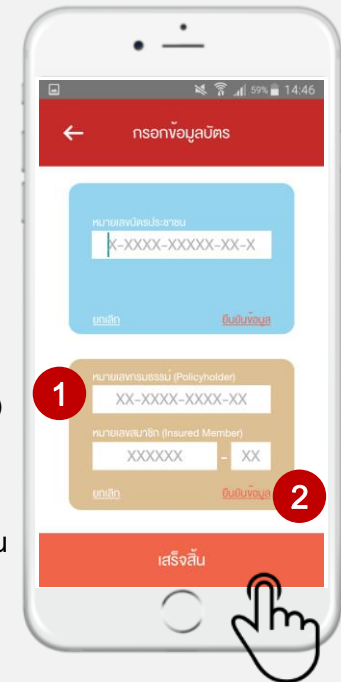 59% 14:46
กรอกข้อมูลบัตร
หมายเลขบัตรประชาชน
X-XXXX-XXXXX-XX-X
ยกเลิก ยืนยันข้อมูล
1
หมายเลขกรมธรรม์ (Policyholder)
XX-XXXX-XXXX-XX
หมายเลขสมาชิก (Insured Member)
XXXXXX - XX
ยกเลิก ยืนยันข้อมูล
2
เสร็จสิ้น